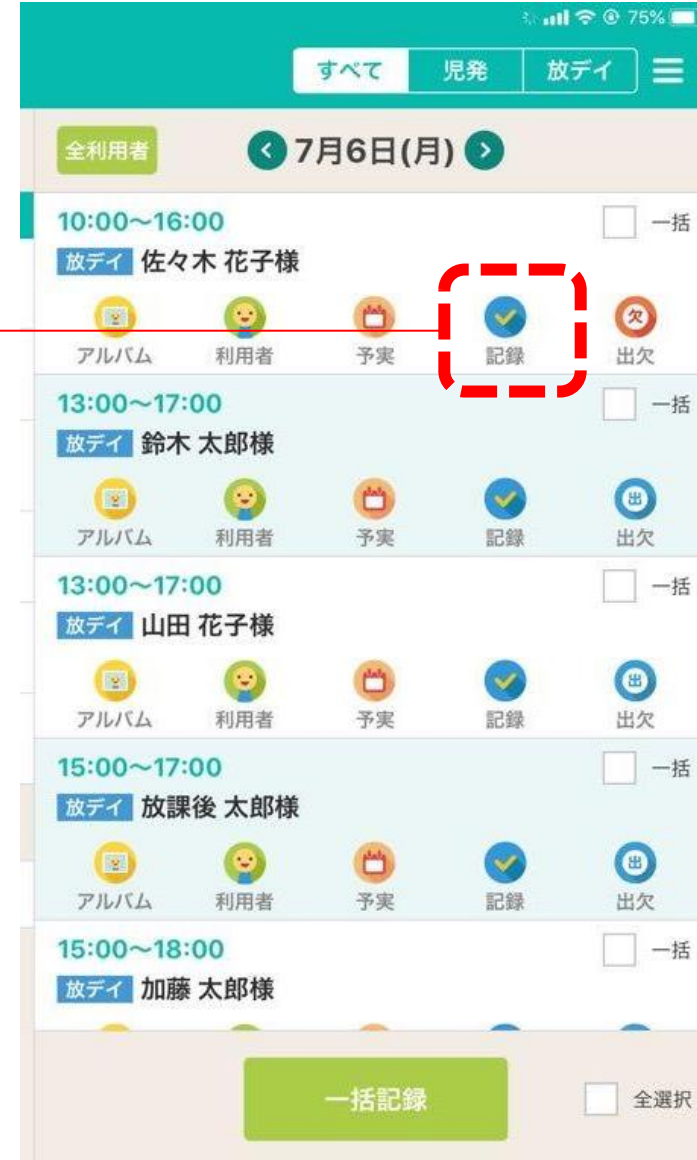 75%
すべて 児発 放デイ
全利用者 7月6日(月)
10:00～16:00 一括
放デイ 佐々木 花子様
欠
アルバム 利用者 予実 記録 出欠
13:00～17:00 一括
放デイ 鈴木 太郎様
出
アルバム 利用者 予実 記録 出欠
13:00～17:00 一括
放デイ 山田 花子様
出
アルバム 利用者 予実 記録 出欠
15:00～17:00 一括
放デイ 放課後 太郎様
出
アルバム 利用者 予実 記録 出欠
15:00～18:00 一括
放デイ 加藤 太郎様
一括記録 全選択